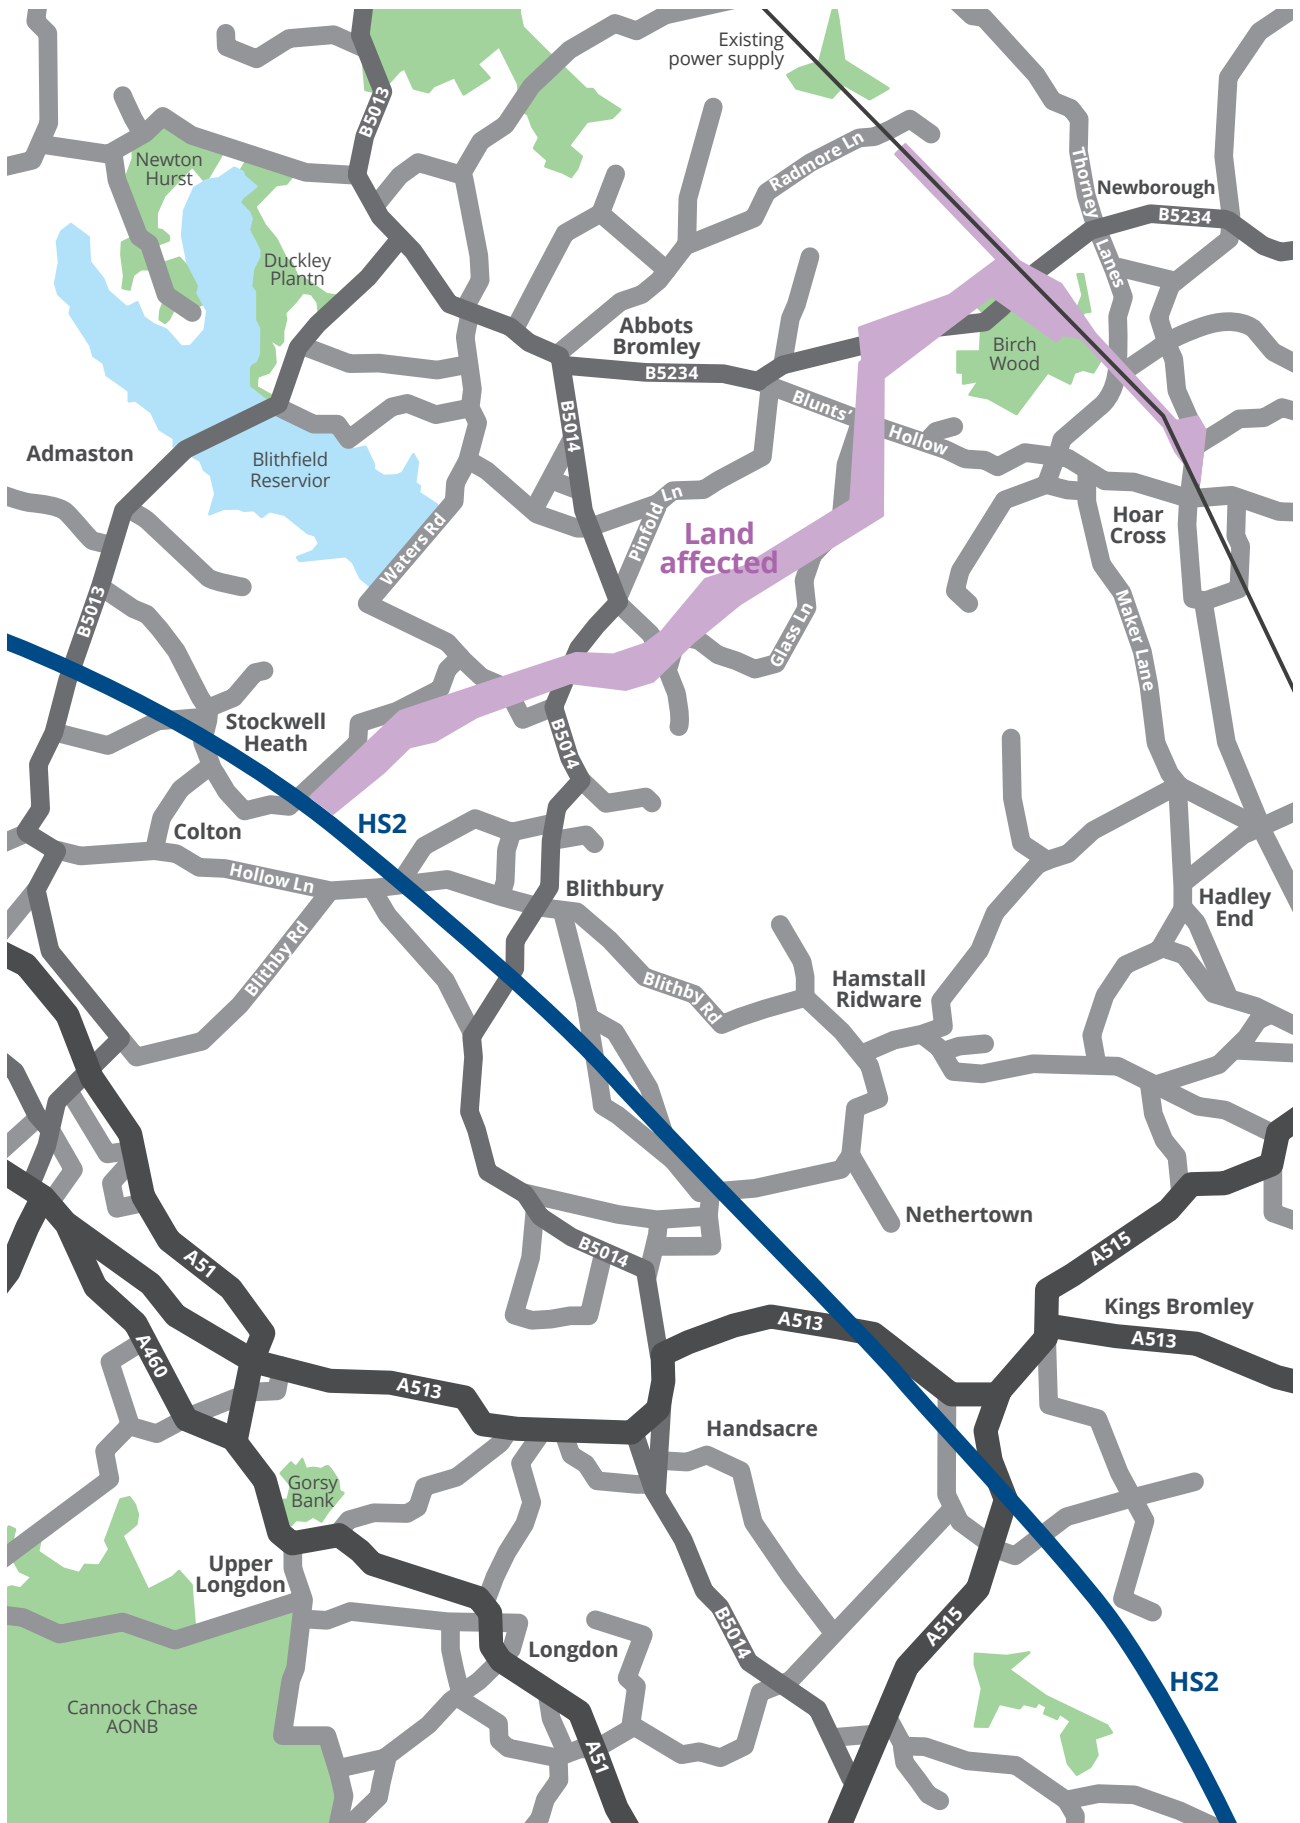 Existing
power supply
B5013
Newton
Hurst
Radmore Ln
Thorney
Lanes
Newborough
B5234
Duckley
Plantn
Abbots
Bromley
B5234
Birch
Wood
Blunts'
Hollow
B5014
Admaston
Blithfield
Reservior
Waters Rd
Pinfold Ln
Land
affected
Hoar
Cross
B5013
Glass Ln
Maker Lane
Stockwell
Heath
B5014
HS2
Colton
Hollow Ln
Blithbury
Hadley
End
Blithby Rd
Blithby Rd
Hamstall
Ridware
Nethertown
B5014
A51
A515
Kings Bromley
A513
A513
A460
A513
Handsacre
Gorsy
Bank
Upper
Longdon
B5014
A515
Longdon
HS2
Cannock Chase
AONB
A51